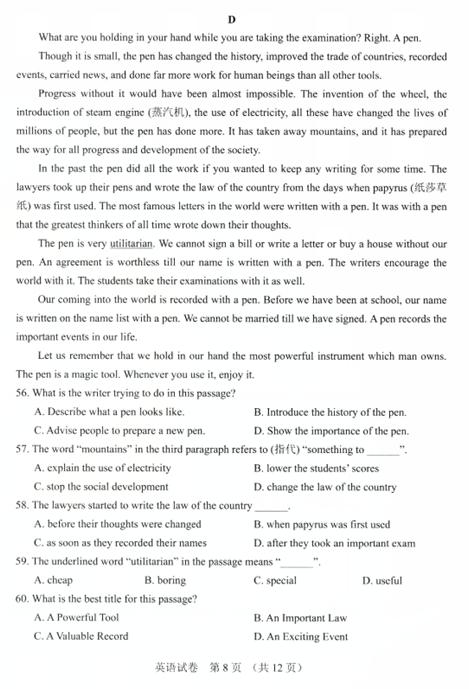 D
What are you holding in your hand while you are taking the examination? Right. A pen.
Though it is small, the pen has changed the history, improved the trade of countries, recorded
events, carried news, and done far more work for human beings than all other tools.
Progress without it would have been almost impossible. The invention of the wheel, the
introduction of steam engine (蒸汽机), the use of electricity, all these have changed the lives of
millions of people, but the pen has done more. It has taken away mountains, and it has prepared
the way for all progress and development of the society.
In the past the pen did all the work if you wanted to keep any writing for some time. The
lawyers took up their pens and wrote the law of the country from the days when papyrus (纸莎草
纸) was first used. The most famous letters in the world were written with a pen. It was with a pen
that the greatest thinkers of all time wrote down their thoughts.
The pen is very utilitarian. We cannot sign a bill or write a letter or buy a house without our
pen. An agreement is worthless till our name is written with a pen. The writers encourage the
world with it. The students take their examinations with it as well.
Our coming into the world is recorded with a pen. Before we have been at school, our name
is written on the name list with a pen. We cannot be married till we have signed. A pen records the
important events in our life.
Let us remember that we hold in our hand the most powerful instrument which man owns.
The pen is a magic tool. Whenever you use it, enjoy it.
56. What is the writer trying to do in this passage?
A. Describe what a pen looks like. B. Introduce the history of the pen.
C. Advise people to prepare a new pen. D. Show the importance of the pen.
57. The word “mountains” in the third paragraph refers to (指代) “something to ______”.
A. explain the use of electricity B. lower the students’ scores
C. stop the social development D. change the law of the country
58. The lawyers started to write the law of the country ______.
A. before their thoughts were changed B. when papyrus was first used
C. as soon as they recorded their names D. after they took an important exam
59. The underlined word “utilitarian” in the passage means “______”.
A. cheap B. boring C. special D. useful
60. What is the best title for this passage?
A. A Powerful Tool B. An Important Law
C. A Valuable Record D. An Exciting Event
英语试卷 第 8 页 （共 12 页）